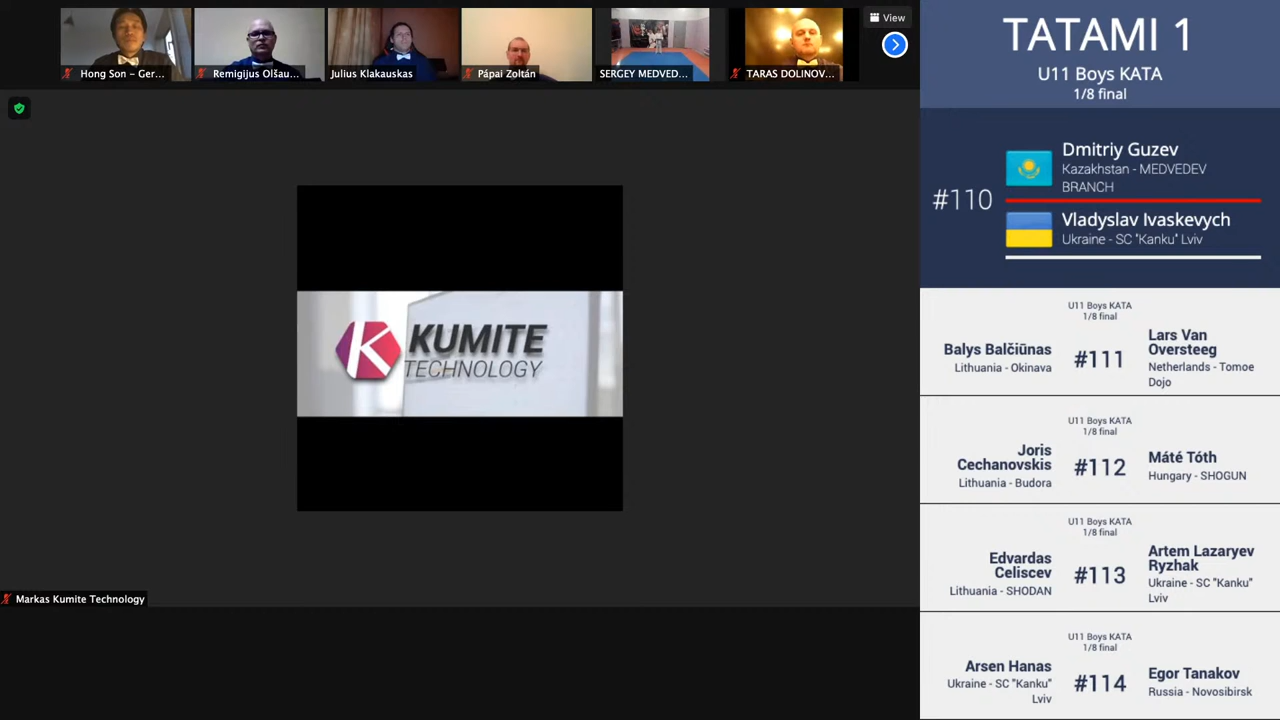 View
Hong Son – Ger...
Remigijus Olšau...
Julius Klakauskas
Pápai Zoltán
SERGEY MEDVED...
TARAS DOLINOV...
K KUMITE
TECHNOLOGY
Markas Kumite Technology
TATAMI 1
U11 Boys KATA
1/8 final
#110
Dmitriy Guzev
Kazakhstan - MEDVEDEV
BRANCH
Vladyslav Ivaskevych
Ukraine - SC "Kanku" Lviv
U11 Boys KATA
1/8 final
Balys Balčiūnas
Lithuania - Okinava
#111
Lars Van
Oversteeg
Netherlands - Tomoe
Dojo
U11 Boys KATA
1/8 final
Joris
Cechanovskis
Lithuania - Budora
#112
Máté Tóth
Hungary - SHOGUN
U11 Boys KATA
1/8 final
Edvardas
Celiscev
Lithuania - SHODAN
#113
Artem Lazaryev
Ryzhak
Ukraine - SC "Kanku"
Lviv
U11 Boys KATA
1/8 final
Arsen Hanas
Ukraine - SC "Kanku"
Lviv
#114
Egor Tanakov
Russia - Novosibirsk